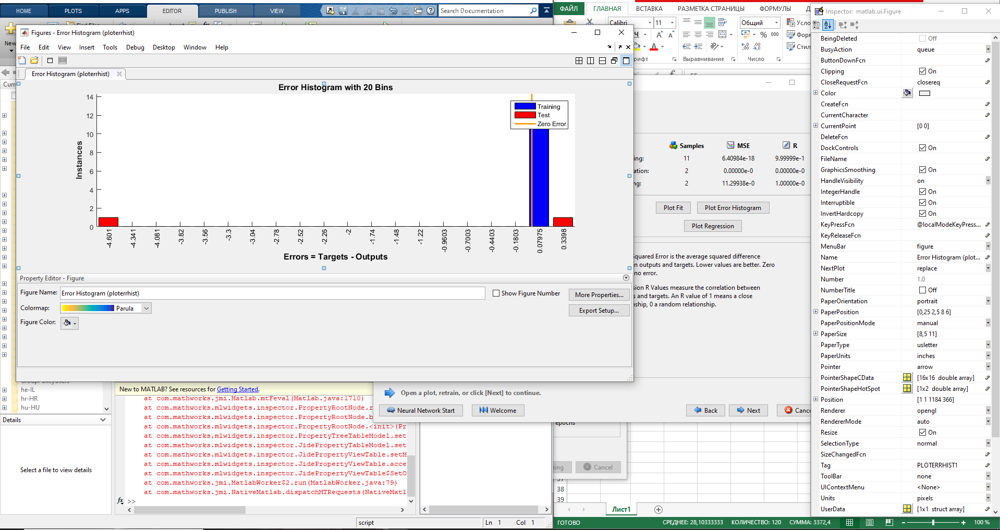 HOME
PLOTS
APPS
EDITOR
PUBLISH
VIEW
Search Documentation
ФАЙЛ
ГЛАВНАЯ
ВСТАВКА
РАЗМЕТКА СТРАНИЦЫ
ФОРМУЛЫ
Inspector: matlab.ui.Figure
New
Calibri
11
Общий
000
Выравнивание
Число
Figures - Error Histogram (ploterrhist)
File
Edit
View
Insert
Tools
Debug
Desktop
Window
Help
Error Histogram (ploterrhist)
Error Histogram with 20 Bins
14
12
10
8
6
4
2
0
Instances
Training
Test
Zero Error
-4.601
-4.341
-4.081
-3.82
-3.56
-3.3
-3.04
-2.78
-2.52
-2.26
-2
-1.74
-1.48
-1.22
-0.9603
-0.7003
-0.4403
-0.1803
0.07975
0.3398
Errors = Targets - Outputs
Property Editor - Figure
Figure Name:
Error Histogram (ploterrhist)
Show Figure Number
More Properties...
Colormap:
Parula
Export Setup...
Figure Color:
Samples
MSE
R
ing:
11
6.40984e-18
9.99999e-1
ation:
2
0.00000e-0
0.00000e-0
ng:
2
11.29938e-0
1.00000e-0
Plot Fit
Plot Error Histogram
Plot Regression
Squared Error is the average squared difference
n outputs and targets. Lower values are better. Zero
no error.
sion R Values measure the correlation between
s and targets. An R value of 1 means a close
nship, 0 a random relationship.
Open a plot, retrain, or click [Next] to continue.
Neural Network Start
Welcome
Back
Next
epochs
Cancel
he-IL
hr-HR
hu-HU
Details
Select a file to view details
New to MATLAB? See resources for Getting Started.
at com.mathworks.jmi.Matlab.mtFeval(Matlab.java:1710)
at com.mathworks.mlwidgets.inspector.PropertyRootNode.r
at com.mathworks.mlwidgets.inspector.PropertyRootNode.b
at com.mathworks.mlwidgets.inspector.PropertyRootNode.<init>(Pr
at com.mathworks.mlwidgets.inspector.PropertyTreeTableModel.set
at com.mathworks.mlwidgets.inspector.JidePropertyTableModel.set
at com.mathworks.mlwidgets.inspector.JidePropertyViewTable.setM
at com.mathworks.mlwidgets.inspector.JidePropertyViewTable.acce
at com.mathworks.mlwidgets.inspector.JidePropertyViewTable$SetO
at com.mathworks.jmi.MatlabWorker$2.run(MatlabWorker.java:79)
at com.mathworks.jmi.NativeMatlab.dispatchMTRequests(NativeMatl
fx >>
script
Ln 1
Col 1
38
39
Лист1
ГОТОВО
СРЕДНЕЕ: 28,10333333
КОЛИЧЕСТВО: 120
СУММА: 3372,4
100 %
BeingDeleted Off
BusyAction queue
ButtonDownFcn
Clipping On
CloseRequestFcn closereq
Color
CreateFcn
CurrentCharacter
CurrentPoint [0 0]
DeleteFcn
DockControls On
FileName
GraphicsSmoothing On
HandleVisibility on
IntegerHandle On
Interruptible On
InvertHardcopy On
KeyPressFcn @localModeKeyPress...
KeyReleaseFcn
MenuBar figure
Name Error Histogram (plot...
NextPlot replace
Number 1.0
NumberTitle Off
PaperOrientation portrait
PaperPosition [0,25 2,5 8 6]
PaperPositionMode manual
PaperSize [8,5 11]
PaperType usletter
PaperUnits inches
Pointer arrow
PointerShapeCData [16x16 double array]
PointerShapeHotSpot [1x2 double array]
Position [1 1 1184 366]
Renderer opengl
RendererMode auto
Resize On
SelectionType normal
SizeChangedFcn
Tag PLOTERRHIST1
ToolBar none
UIContextMenu <None>
Units pixels
UserData [1x1 struct array]